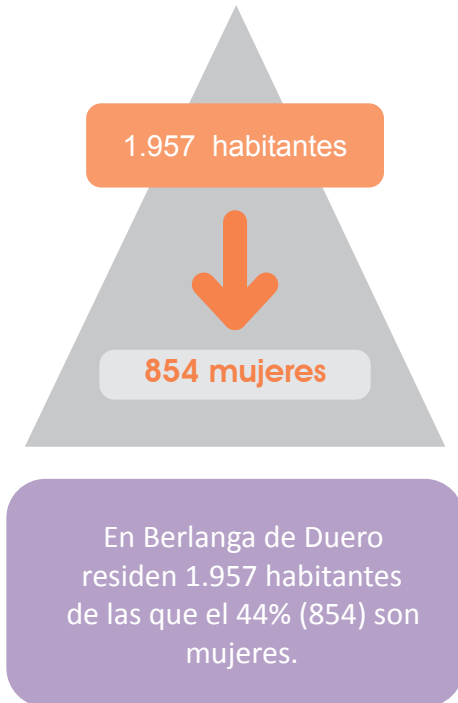 1.957 habitantes
854 mujeres
En Berlanga de Duero
residen 1.957 habitantes
de las que el 44% (854) son
mujeres.